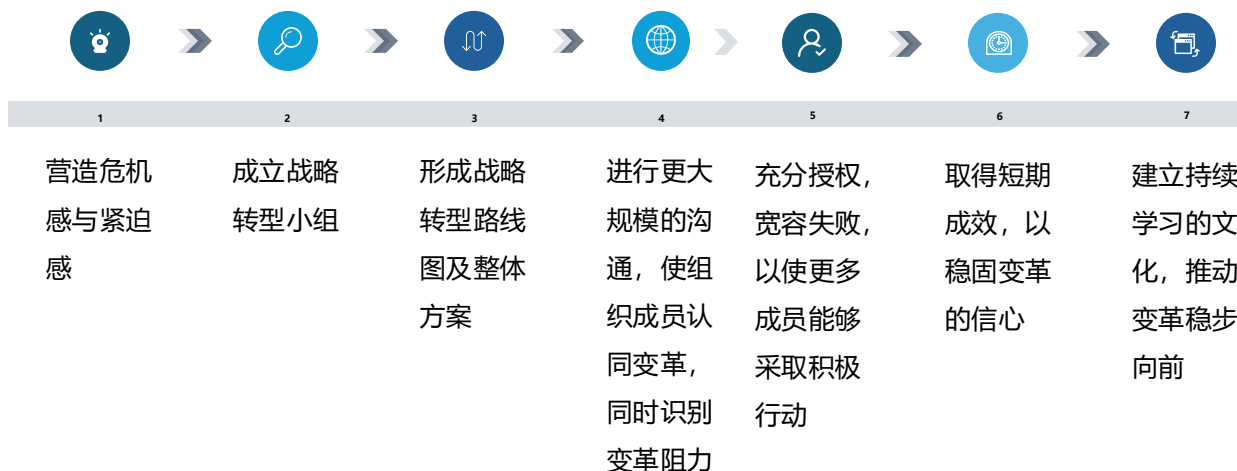 1
2
3
4
5
6
7
营造危机
感与紧迫
感
成立战略
转型小组
形成战略
转型路线
图及整体
方案
进行更大
规模的沟
通，使组
织成员认
同变革，
同时识别
变革阻力
充分授权，
宽容失败，
以使更多
成员能够
采取积极
行动
取得短期
成效，以
稳固变革
的信心
建立持续
学习的文
化，推动
变革稳步
向前